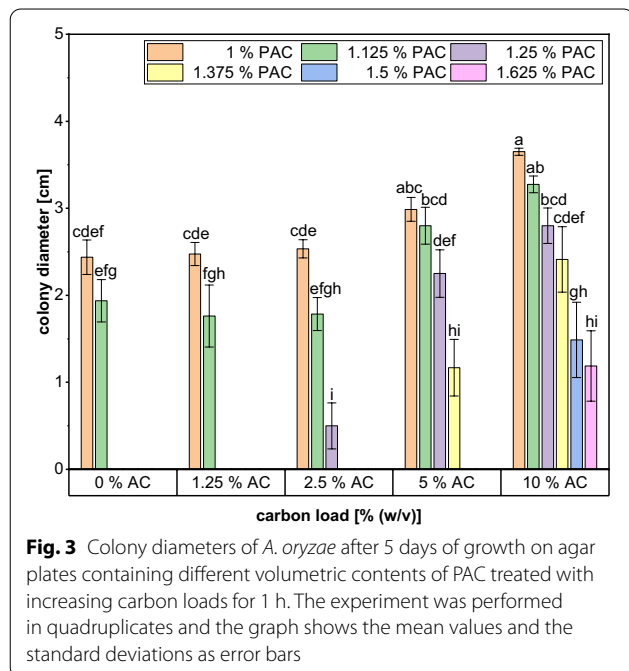 5
1 % PAC 1.125 % PAC 1.25 % PAC
1.375 % PAC 1.5 % PAC 1.625 % PAC
4
3
2
1
0
colony diameter [cm]
cdef
efg
cde
fgh
cde
efgh
i
abc
bcd
def
hi
a
ab
bcd
cdef
gh
hi
0 % AC 1.25 % AC 2.5 % AC 5 % AC 10 % AC
carbon load [% (w/v)]
Fig. 3 Colony diameters of A. oryzae after 5 days of growth on agar
plates containing different volumetric contents of PAC treated with
increasing carbon loads for 1 h. The experiment was performed
in quadruplicates and the graph shows the mean values and the
standard deviations as error bars